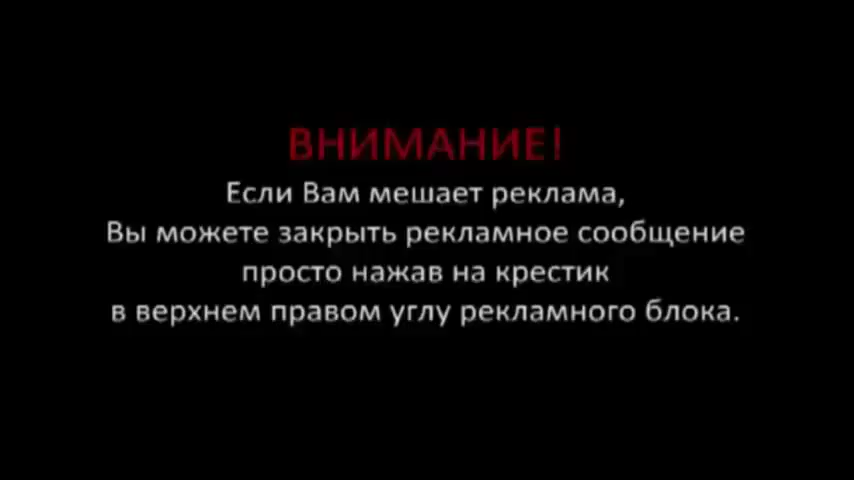 ВНИМАНИЕ!
Если Вам мешает реклама,
Вы можете закрыть рекламное сообщение
просто нажав на крестик
в верхнем правом углу рекламного блока.